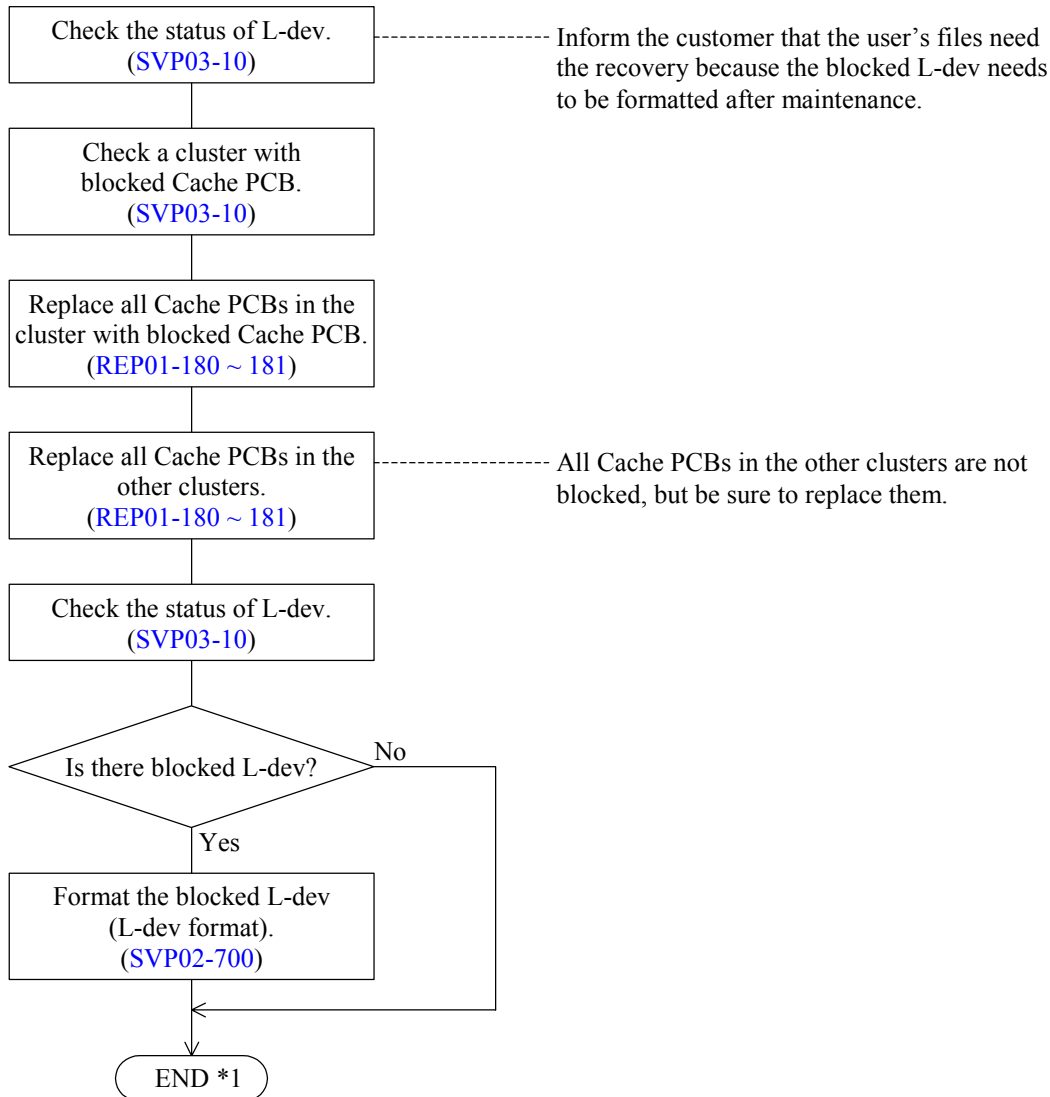 Check the status of L-dev.
(SVP03-10)
Inform the customer that the user’s files need
the recovery because the blocked L-dev needs
to be formatted after maintenance.
Check a cluster with
blocked Cache PCB.
(SVP03-10)
Replace all Cache PCBs in the
cluster with blocked Cache PCB.
(REP01-180 ~ 181)
Replace all Cache PCBs in the
other clusters.
(REP01-180 ~ 181)
All Cache PCBs in the other clusters are not
blocked, but be sure to replace them.
Check the status of L-dev.
(SVP03-10)
Is there blocked L-dev?
No
Yes
Format the blocked L-dev
(L-dev format).
(SVP02-700)
END *1